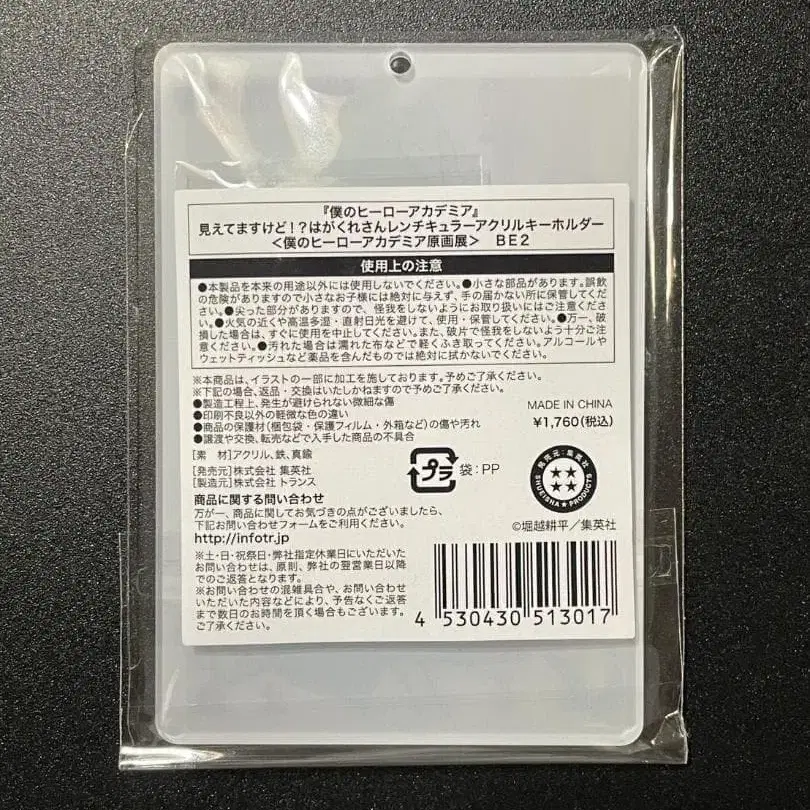 『僕のヒーローアカデミア』
見えてますけど!?はがくれさんレンチキュラーアクリルキーホルダー
<僕のヒーローアカデミア原画展> BE2
使用上の注意
●本製品を本来の用途以外には使用しないでください。●小さな部品があります。誤飲
の危険がありますので小さなお子様には絶対に与えず、手の届かない所に保管してくだ
さい。●尖った部分がありますので、怪我をしないようにお取り扱いにはご注意くださ
い。●火気の近くや高温多湿・直射日光を避けて、使用・保管してください。●万一、破
損した場合は、すぐに使用を中止してください。また、破片で怪我をしないよう十分ご注
意ください。●汚れた場合は濡れた布などで軽くふき取ってください。アルコールや
ウェットティッシュなど薬品を含んだものでは絶対に拭かないでください。
※本商品は、イラストの一部に加工を施しております。予めご了承ください。
※下記の場合、返品・交換はいたしかねますので予めご了承ください。
●製造工程上、発生が避けられない微細な傷
●印刷不良以外の軽微な色の違い
●商品の保護材(梱包袋・保護フィルム・外箱など)の傷や汚れ
●譲渡や交換、転売などで入手した商品の不具合
MADE IN CHINA
¥1,760(税込)
[素 材]アクリル、鉄、真鍮
[発売元]株式会社 集英社
[製造元]株式会社 トランス
プラ 袋:PP
発売元:集英社
SHUEISHA★PRODUCTS
商品に関する問い合わせ
万が一、商品に関してお気づきの点がございましたら、
下記お問い合わせフォームをご利用ください。
http://infotr.jp
©堀越耕平/集英社
※土・日・祝祭日・弊社指定休業日にいただいた
お問い合わせは、原則、弊社の翌営業日以降
でのご返答となります。
※お問い合わせの混雑具合や、お問い合わせ
いただいた内容などにより、予告なくご返答
まで数日のお時間を頂く場合もございます。
ご了承ください。
4 530430 513017